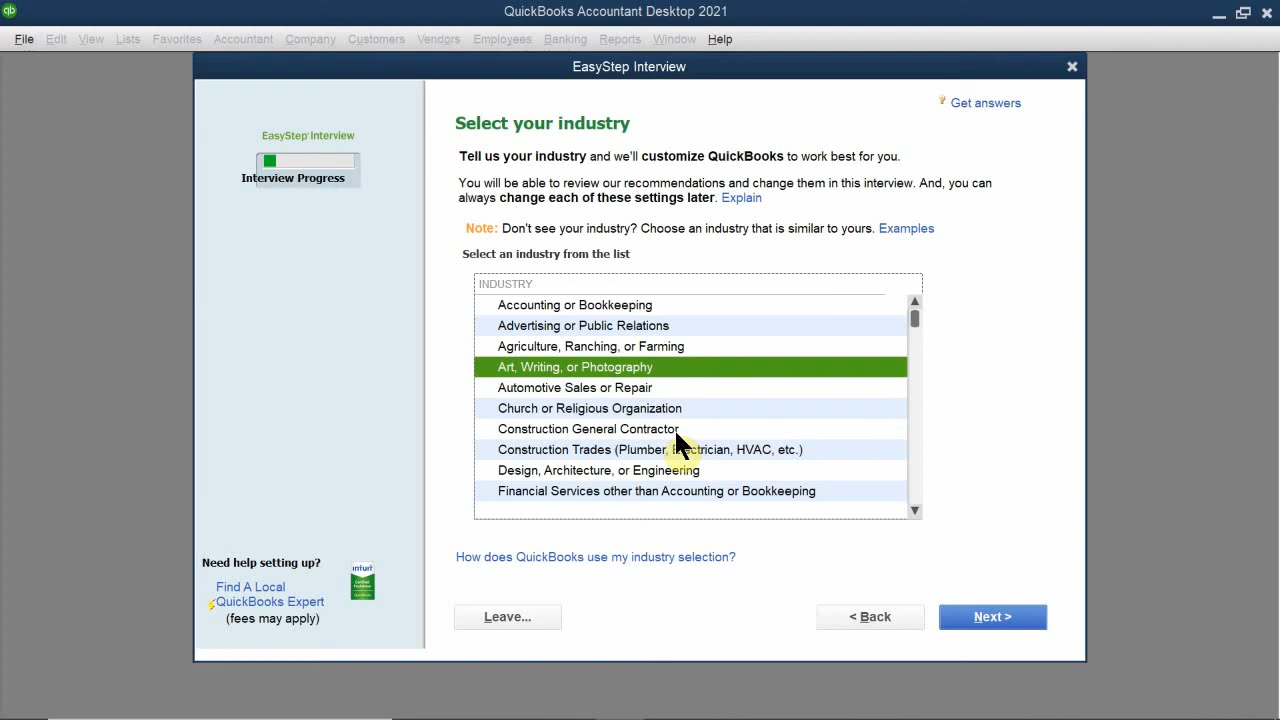 qb
QuickBooks Accountant Desktop 2021
File Edit View Lists Favorites Accountant Company Customers Vendors Employees Banking Reports Window Help
EasyStep Interview
Get answers
EasyStep Interview
Interview Progress
Select your industry
Tell us your industry and we'll customize QuickBooks to work best for you.
You will be able to review our recommendations and change them in this interview. And, you can
always change each of these settings later. Explain
Note: Don't see your industry? Choose an industry that is similar to yours. Examples
Select an industry from the list
INDUSTRY
Accounting or Bookkeeping
Advertising or Public Relations
Agriculture, Ranching, or Farming
Art, Writing, or Photography
Automotive Sales or Repair
Church or Religious Organization
Construction General Contractor
Construction Trades (Plumber, Electrician, HVAC, etc.)
Design, Architecture, or Engineering
Financial Services other than Accounting or Bookkeeping
How does QuickBooks use my industry selection?
Need help setting up?
Find A Local
QuickBooks Expert
(fees may apply)
intuit
Leave...
< Back
Next >